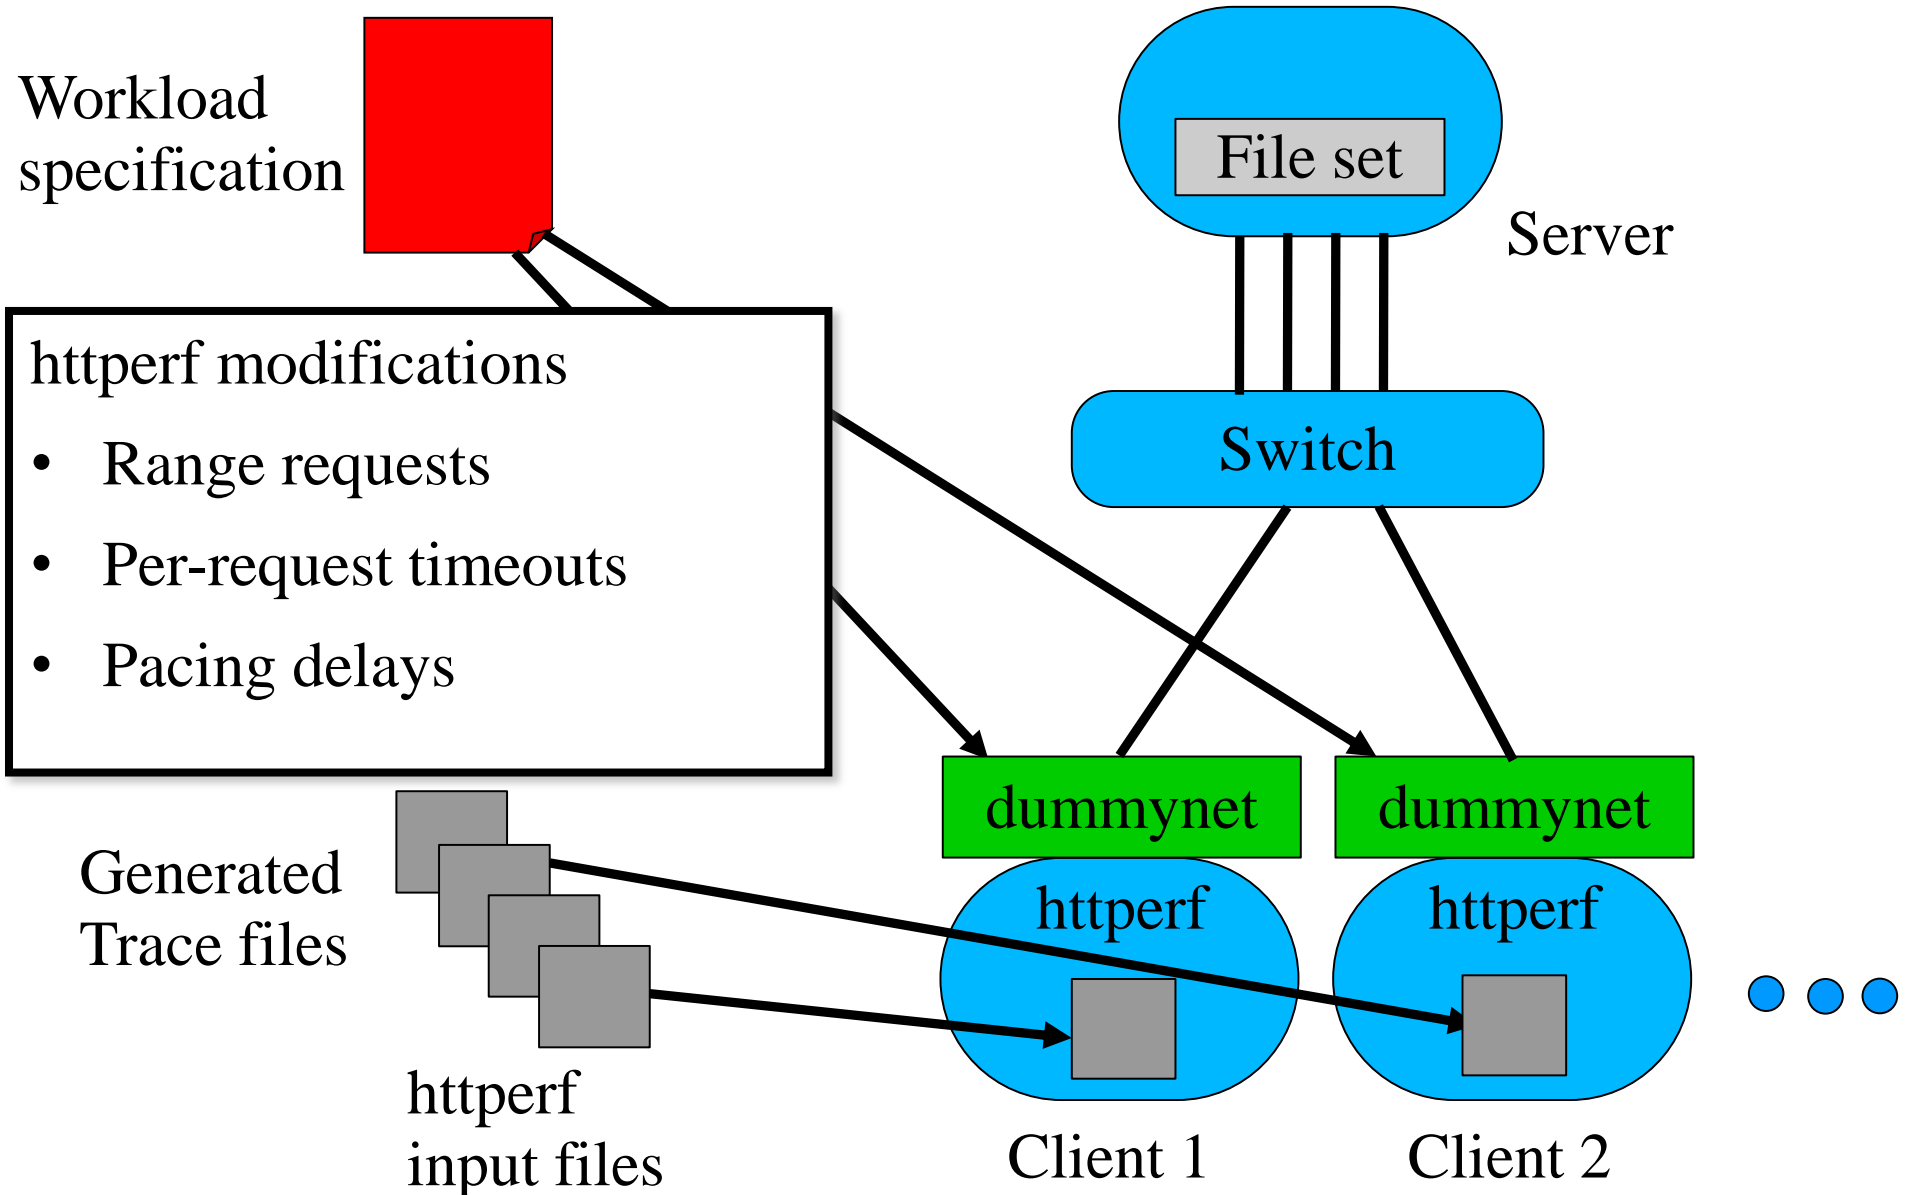 Workload
specification
File set
Server
httperf modifications
• Range requests
• Per-request timeouts
• Pacing delays
Switch
dummynet
dummynet
Generated
Trace files
httperf
httperf
httperf
input files
Client 1
Client 2